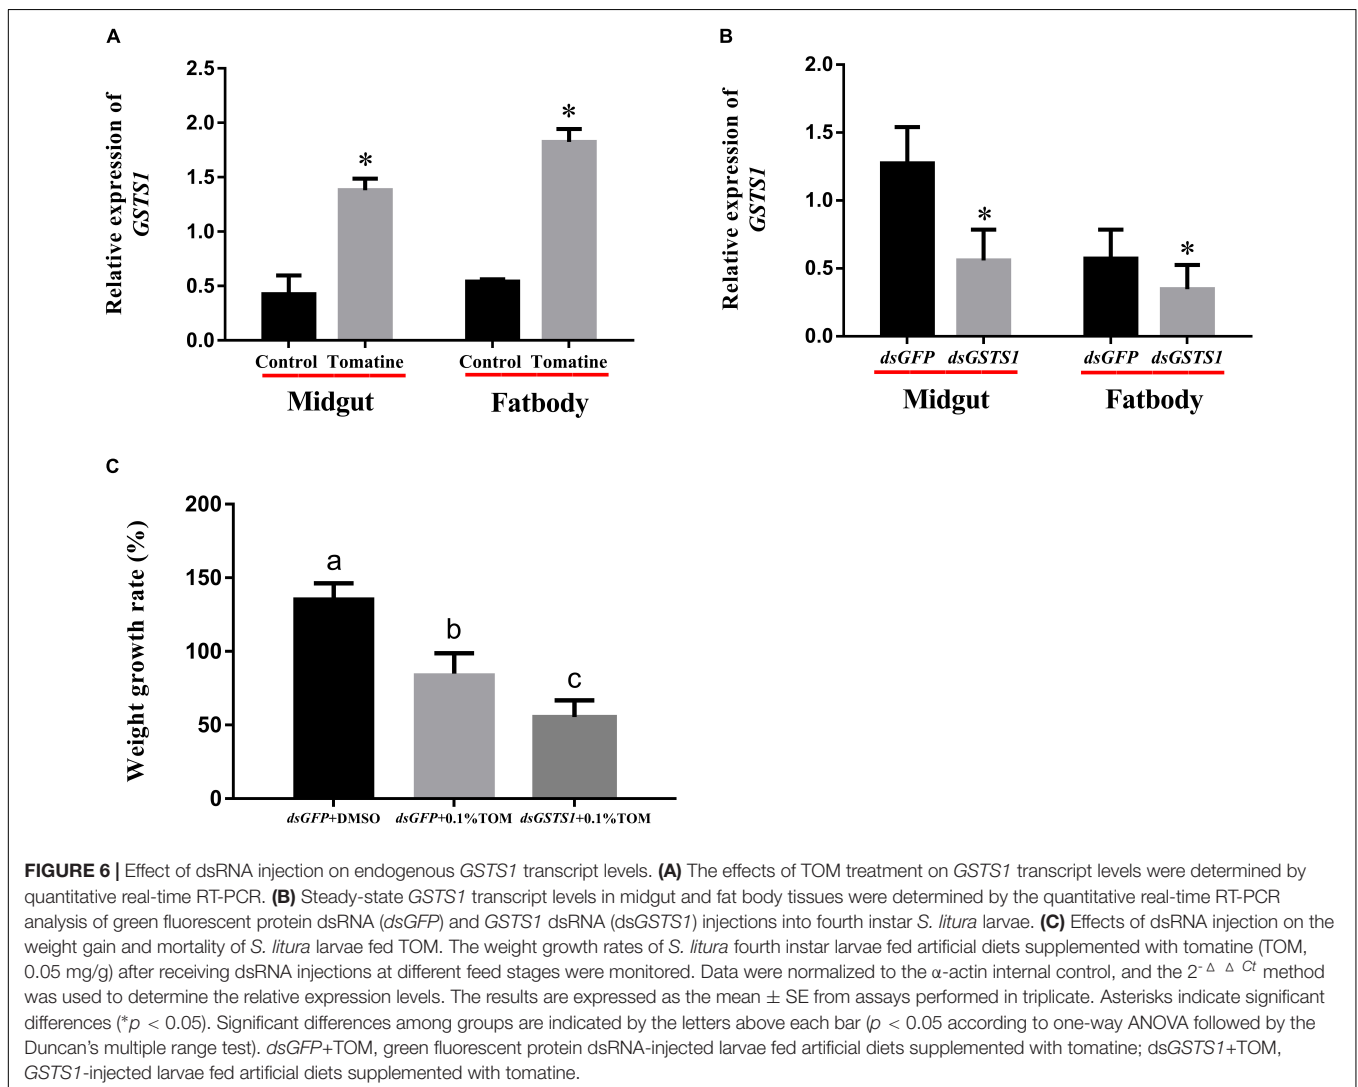 A
2.5
2.0
1.5
1.0
0.5
0.0
Relative expression of
GSTS1
*
*
Control Tomatine
Control Tomatine
Midgut
Fatbody
B
2.0
1.5
1.0
0.5
0.0
Relative expression of
GSTS1
*
*
dsGFP dsGSTS1
dsGFP dsGSTS1
Midgut
Fatbody
C
200
150
100
50
0
Weight growth rate (%)
a
b
c
dsGFP+DMSO dsGFP+0.1%TOM dsGSTS1+0.1%TOM
FIGURE 6 | Effect of dsRNA injection on endogenous GSTS1 transcript levels. (A) The effects of TOM treatment on GSTS1 transcript levels were determined by
quantitative real-time RT-PCR. (B) Steady-state GSTS1 transcript levels in midgut and fat body tissues were determined by the quantitative real-time RT-PCR
analysis of green fluorescent protein dsRNA (dsGFP) and GSTS1 dsRNA (dsGSTS1) injections into fourth instar S. litura larvae. (C) Effects of dsRNA injection on the
weight gain and mortality of S. litura larvae fed TOM. The weight growth rates of S. litura fourth instar larvae fed artificial diets supplemented with tomatine (TOM,
0.05 mg/g) after receiving dsRNA injections at different feed stages were monitored. Data were normalized to the α-actin internal control, and the 2-Δ Δ Ct method
was used to determine the relative expression levels. The results are expressed as the mean ± SE from assays performed in triplicate. Asterisks indicate significant
differences (*p < 0.05). Significant differences among groups are indicated by the letters above each bar (p < 0.05 according to one-way ANOVA followed by the
Duncan's multiple range test). dsGFP+TOM, green fluorescent protein dsRNA-injected larvae fed artificial diets supplemented with tomatine; dsGSTS1+TOM,
GSTS1-injected larvae fed artificial diets supplemented with tomatine.